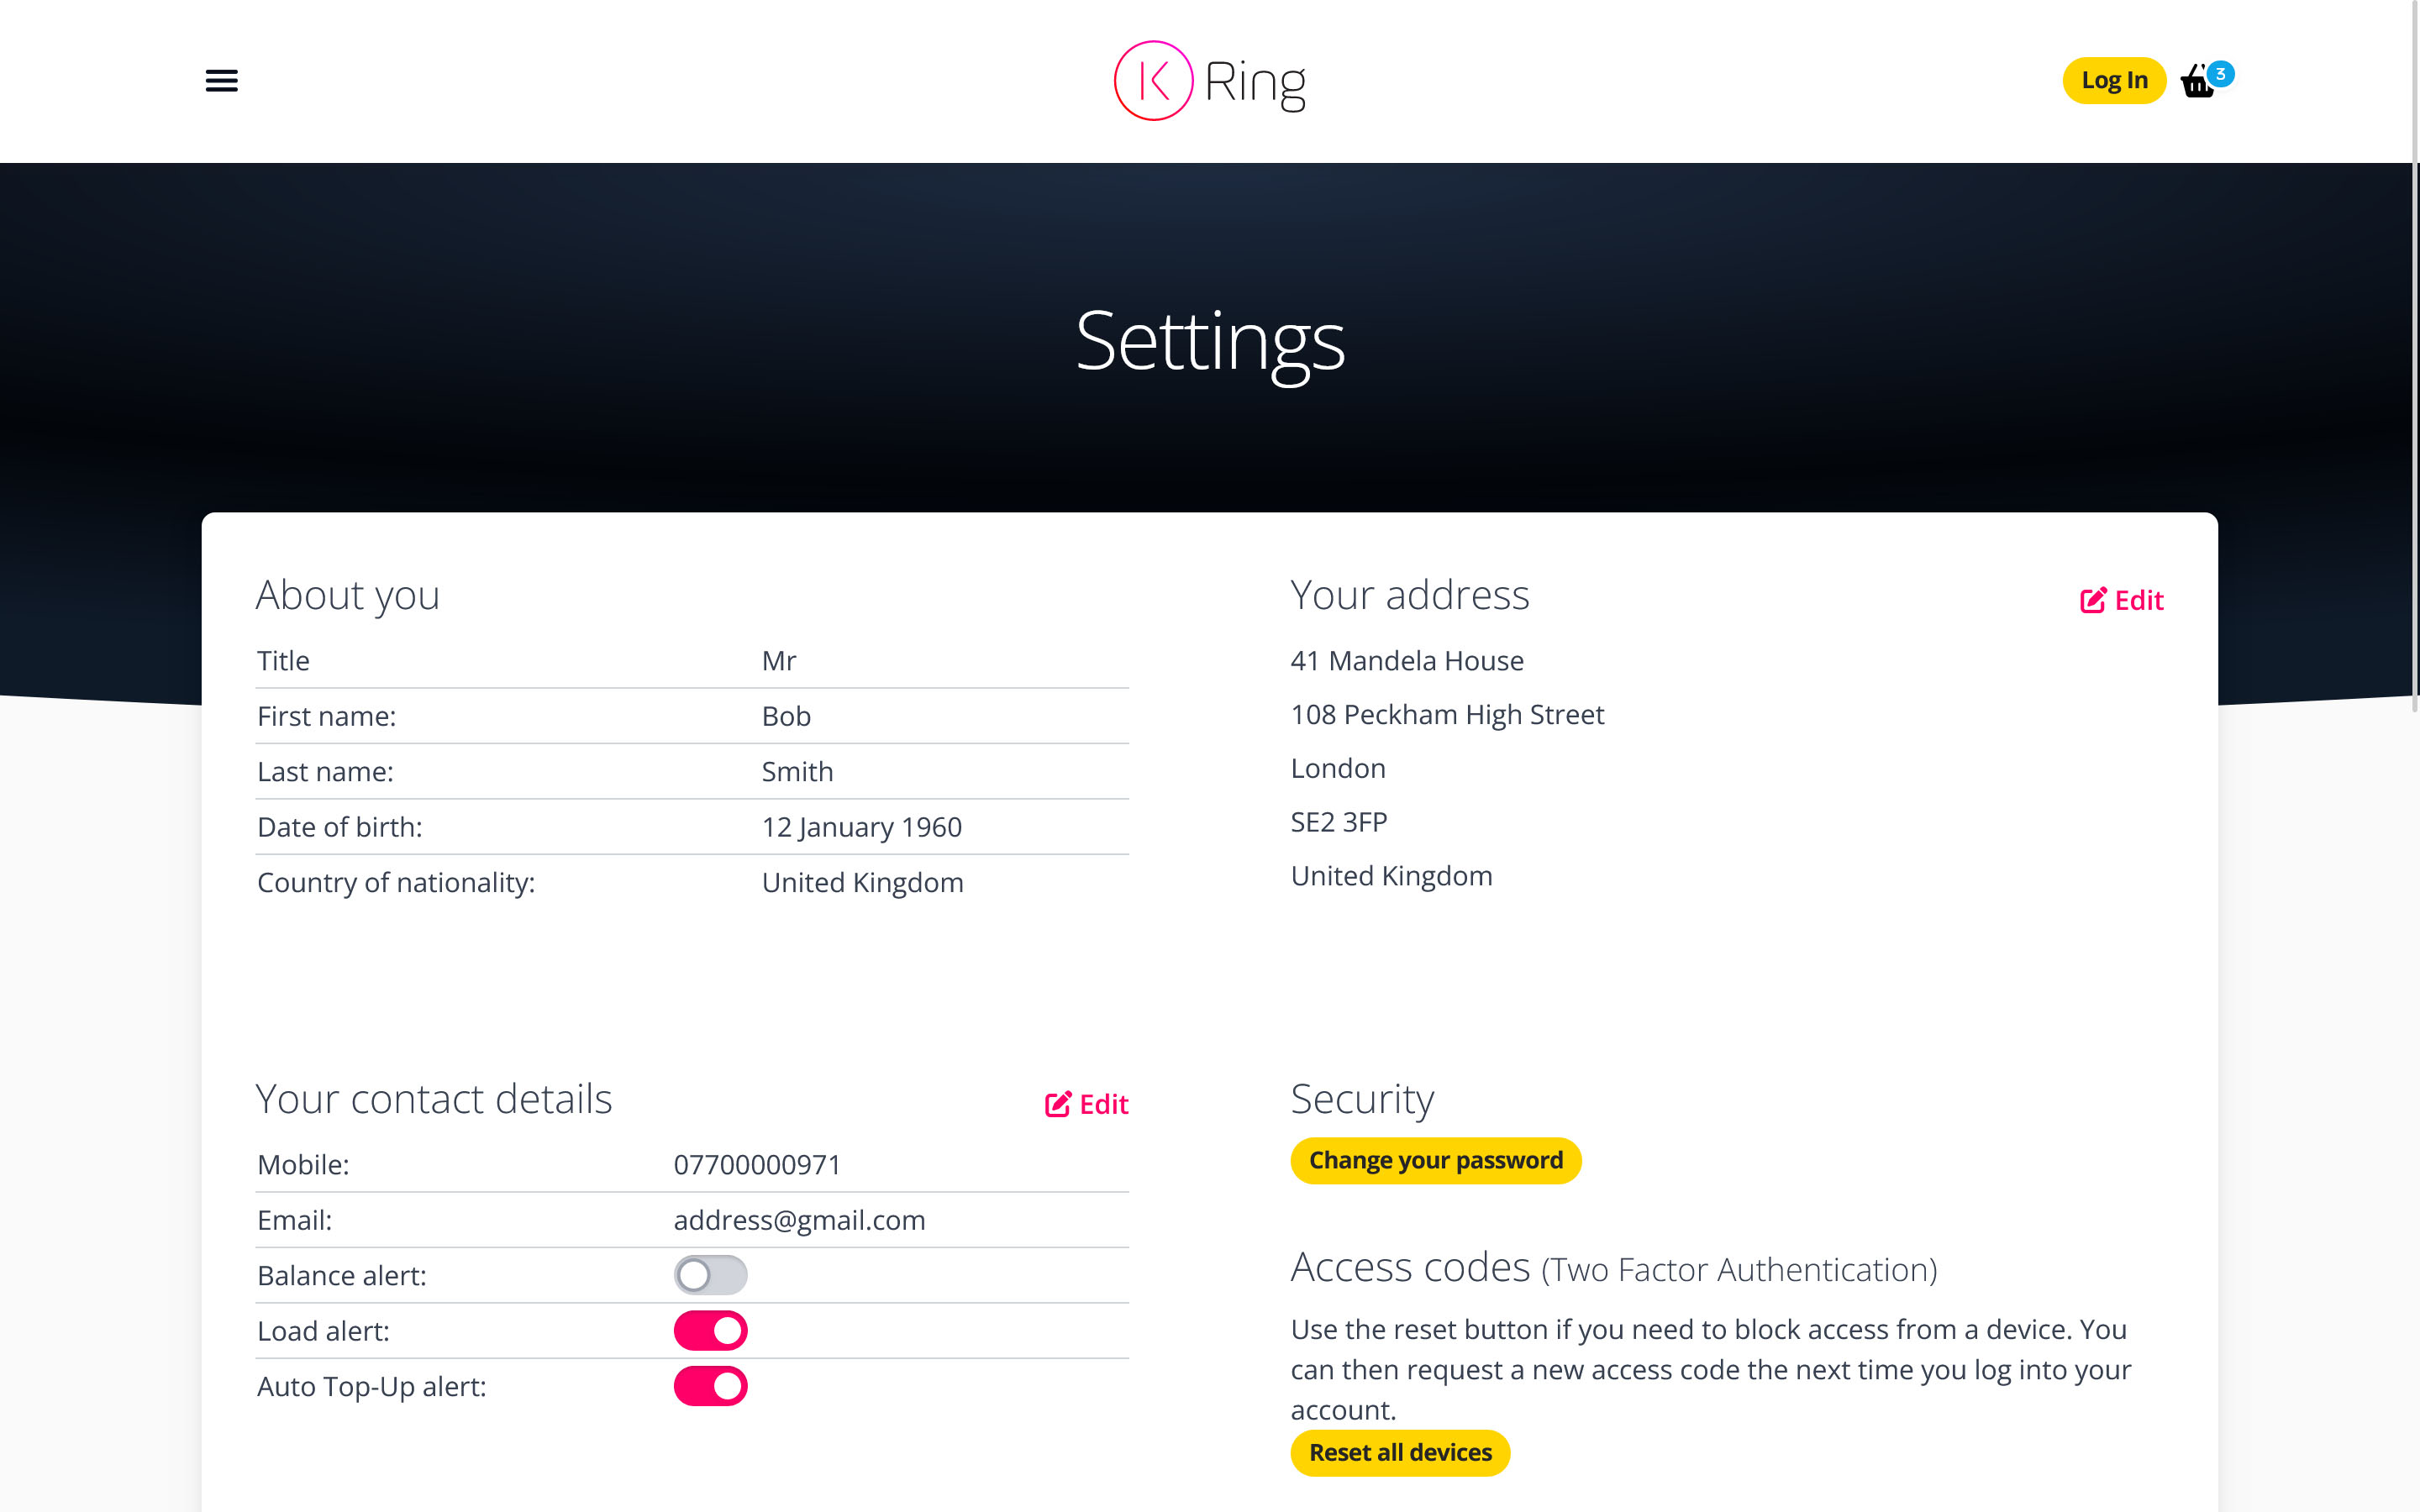 K Ring
Log In
3
Settings
About you
Title Mr
First name: Bob
Last name: Smith
Date of birth: 12 January 1960
Country of nationality: United Kingdom
Your address
Edit
41 Mandela House
108 Peckham High Street
London
SE2 3FP
United Kingdom
Your contact details
Edit
Mobile: 07700000971
Email: address@gmail.com
Balance alert:
Load alert:
Auto Top-Up alert:
Security
Change your password
Access codes (Two Factor Authentication)
Use the reset button if you need to block access from a device. You
can then request a new access code the next time you log into your
account.
Reset all devices